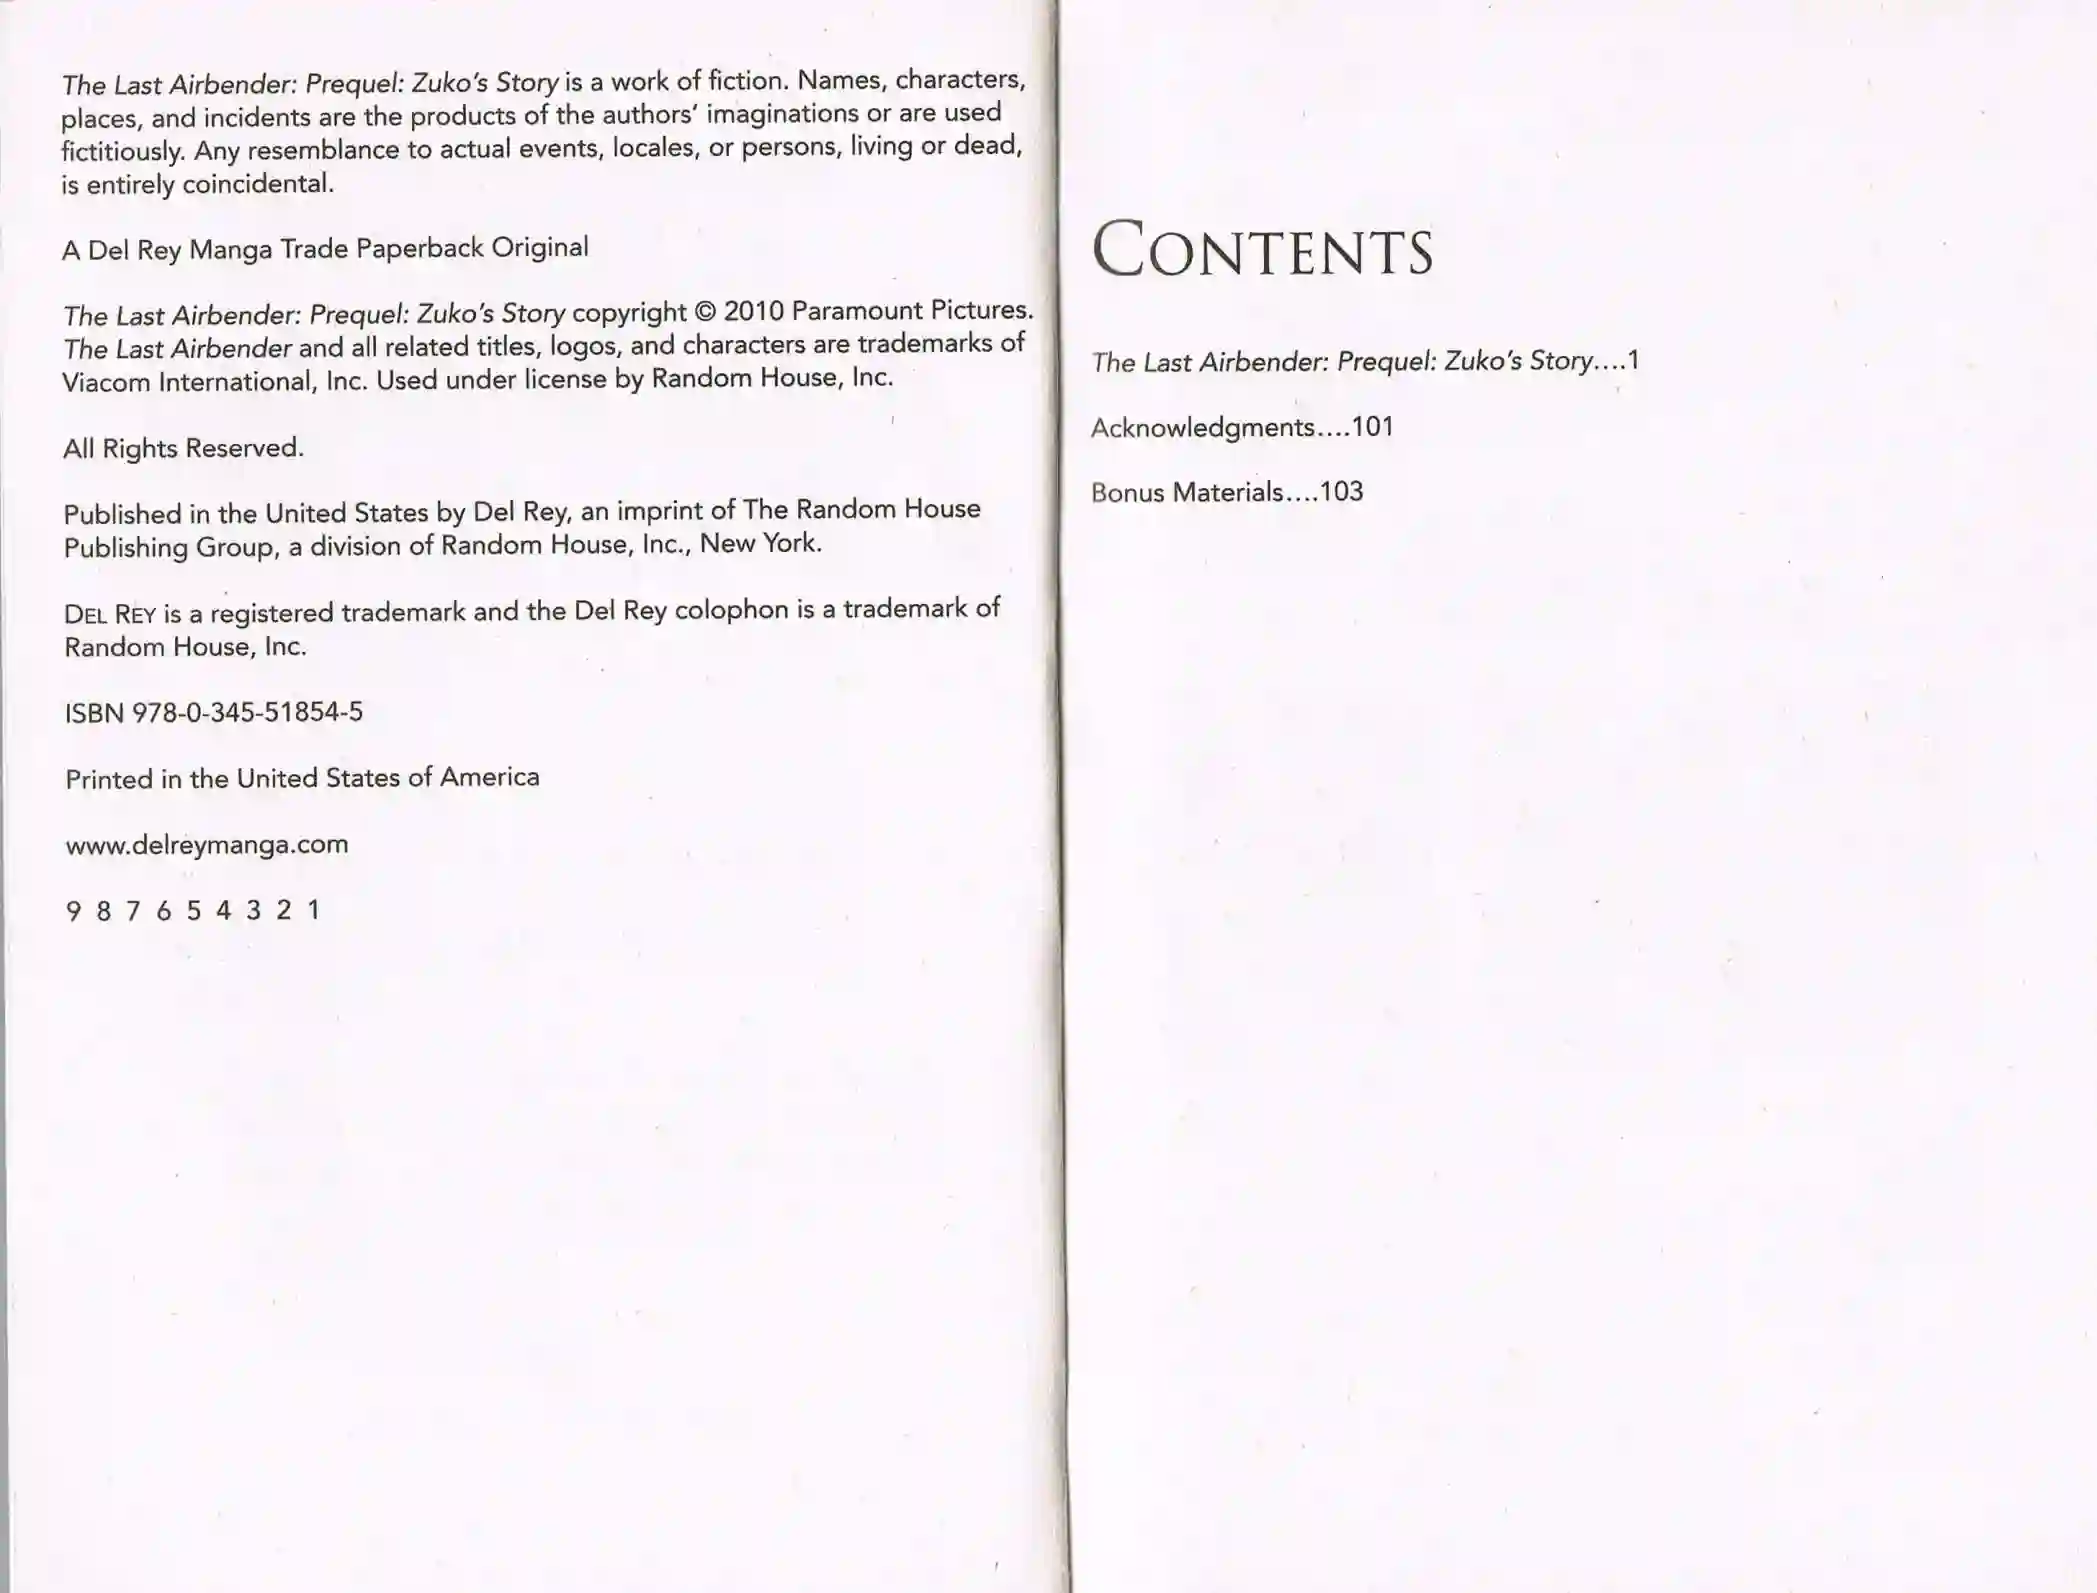 The Last Airbender: Prequel: Zuko's Story is a work of fiction. Names, characters,
places, and incidents are the products of the authors' imaginations or are used
fictitiously. Any resemblance to actual events, locales, or persons, living or dead,
is entirely coincidental.
A Del Rey Manga Trade Paperback Original
The Last Airbender: Prequel: Zuko's Story copyright © 2010 Paramount Pictures.
The Last Airbender and all related titles, logos, and characters are trademarks of
Viacom International, Inc. Used under license by Random House, Inc.
All Rights Reserved.
Published in the United States by Del Rey, an imprint of The Random House
Publishing Group, a division of Random House, Inc., New York.
DEL REY is a registered trademark and the Del Rey colophon is a trademark of
Random House, Inc.
ISBN 978-0-345-51854-5
Printed in the United States of America
www.delreymanga.com
9 8 7 6 5 4 3 2 1
CONTENTS
The Last Airbender: Prequel: Zuko's Story....1
Acknowledgments....101
Bonus Materials....103